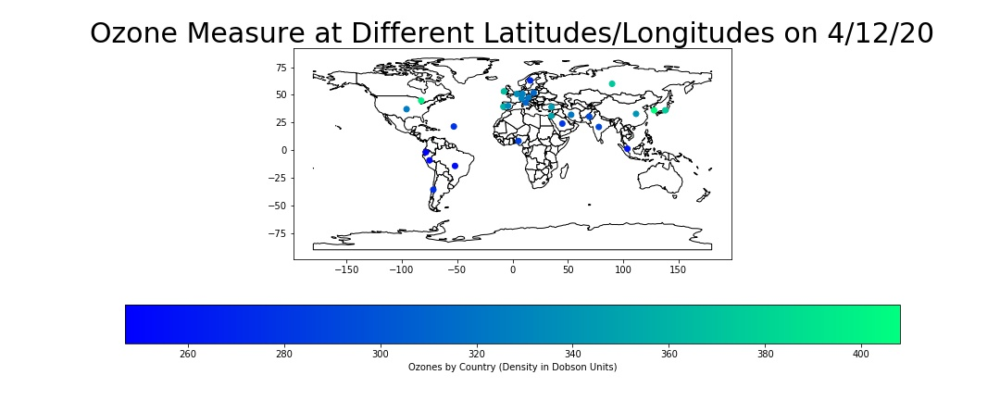 Ozone Measure at Different Latitudes/Longitudes on 4/12/20
75
50
25
0
−25
−50
−75
−150 −100 −50 0 50 100 150
260 280 300 320 340 360 380 400
Ozones by Country (Density in Dobson Units)